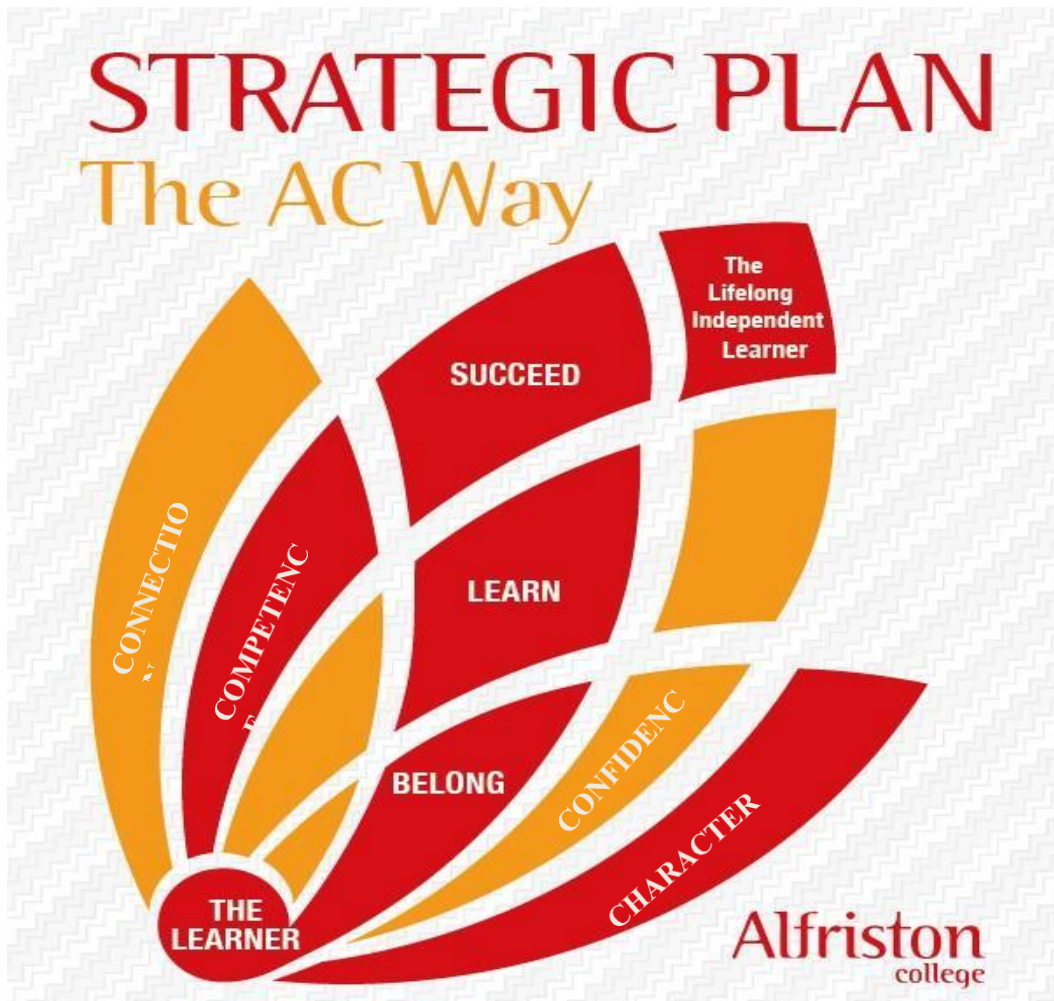 STRATEGIC PLAN
The AC Way
The
Lifelong
Independent
Learner
SUCCEED
CONNECTIO
N
COMPETENC
E
LEARN
BELONG
CONFIDENC
CHARACTER
THE
LEARNER
Alfriston
college